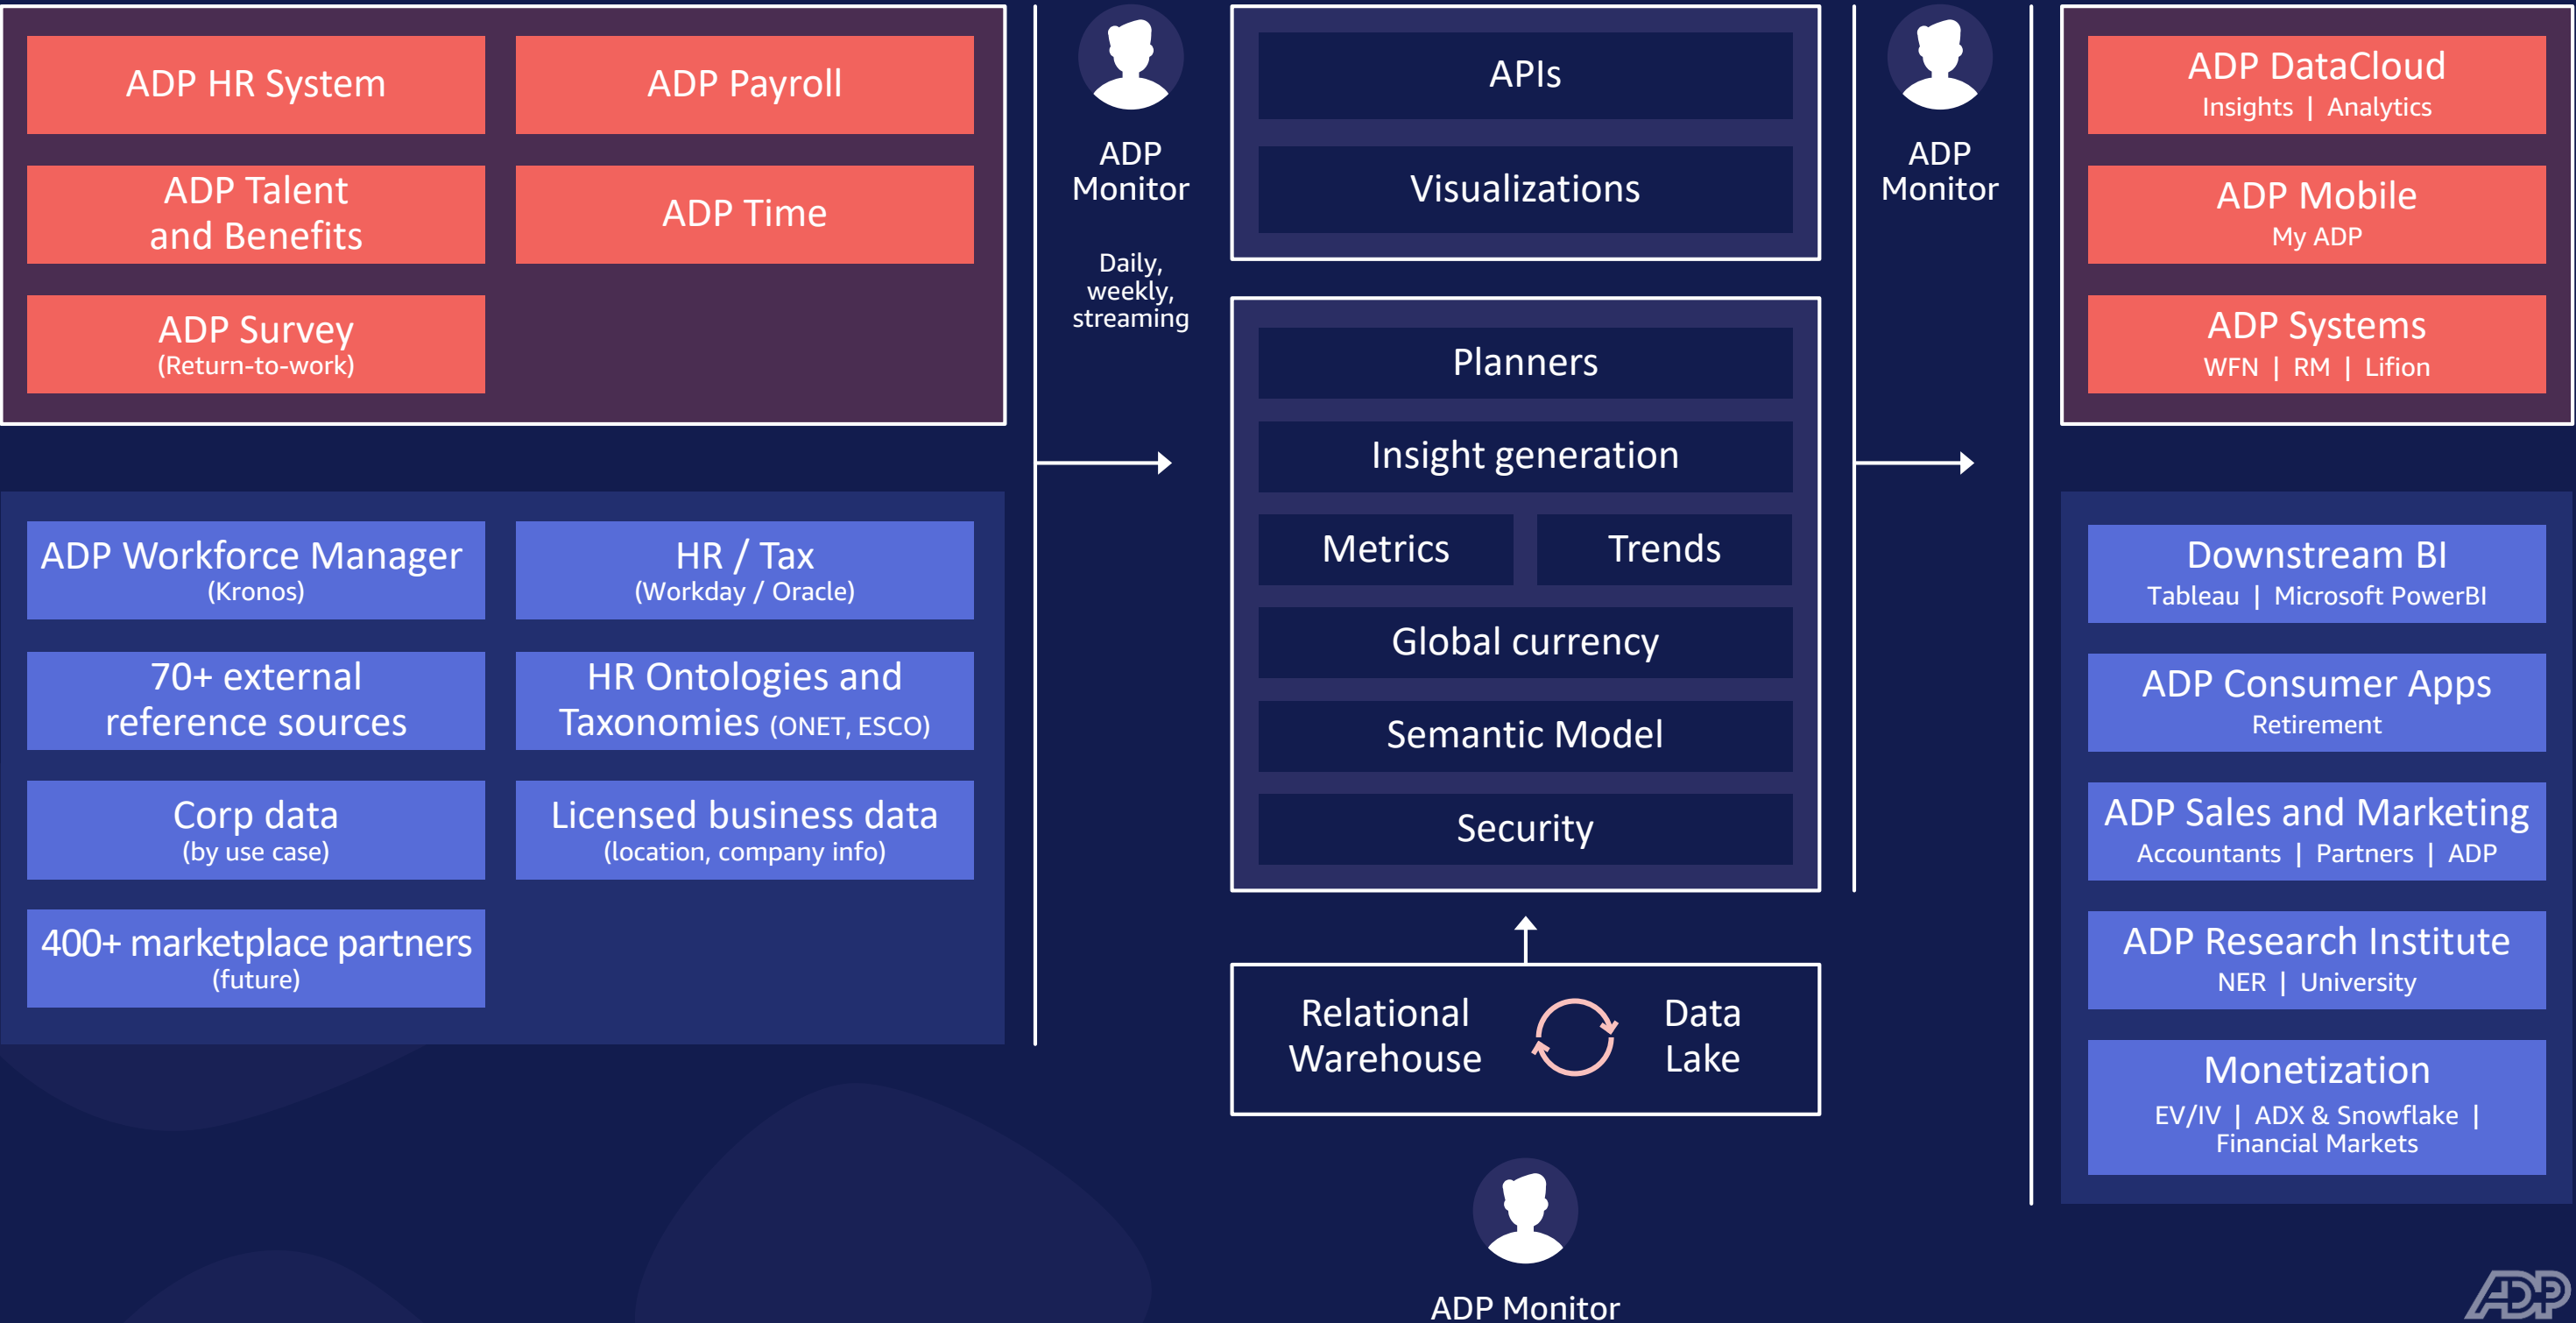 ADP HR System
ADP Payroll
ADP Talent
and Benefits
ADP Time
ADP Survey
(Return-to-work)
ADP Workforce Manager
(Kronos)
HR / Tax
(Workday / Oracle)
70+ external
reference sources
HR Ontologies and
Taxonomies (ONET, ESCO)
Corp data
(by use case)
Licensed business data
(location, company info)
400+ marketplace partners
(future)
ADP
Monitor
Daily,
weekly,
streaming
APIs
Visualizations
Planners
Insight generation
Metrics
Trends
Global currency
Semantic Model
Security
Relational
Warehouse
Data
Lake
ADP Monitor
ADP
Monitor
ADP DataCloud
Insights | Analytics
ADP Mobile
My ADP
ADP Systems
WFN | RM | Lifion
Downstream BI
Tableau | Microsoft PowerBI
ADP Consumer Apps
Retirement
ADP Sales and Marketing
Accountants | Partners | ADP
ADP Research Institute
NER | University
Monetization
EV/IV | ADX & Snowflake |
Financial Markets
ADP